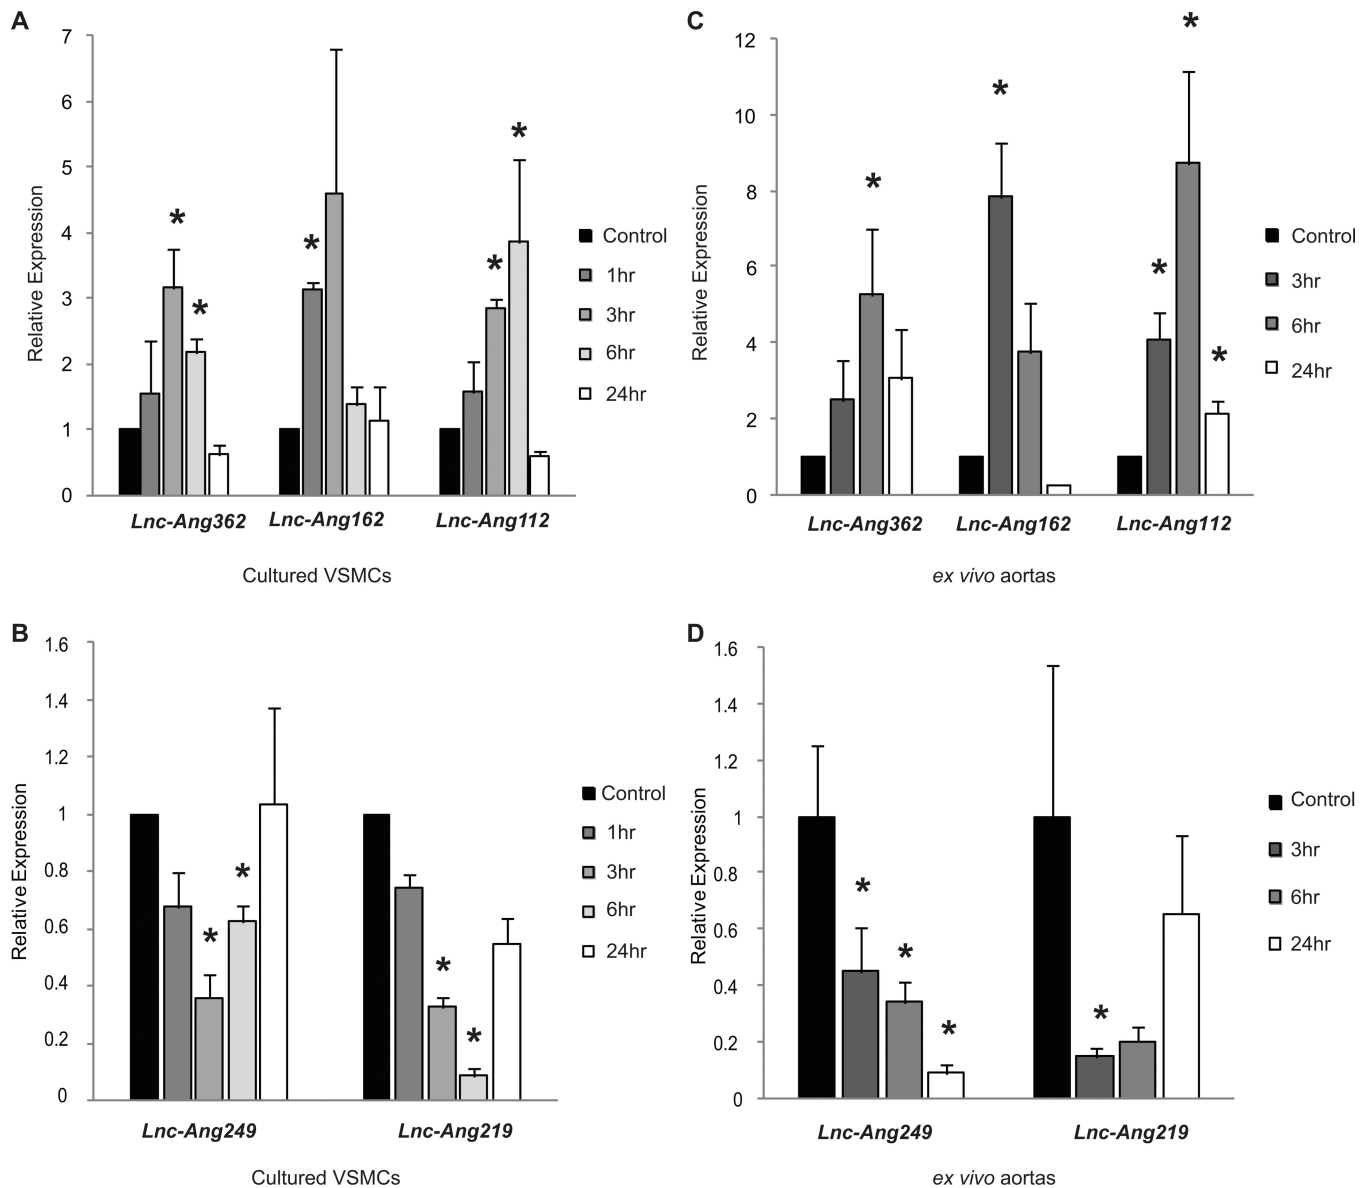 A
7
6
5
4
3
2
1
0
Relative Expression
*
*
*
*
*
Control
1hr
3hr
6hr
24hr
Lnc-Ang362 Lnc-Ang162 Lnc-Ang112
Cultured VSMCs
C
12
10
8
6
4
2
0
Relative Expression
*
*
*
*
*
Control
3hr
6hr
24hr
Lnc-Ang362 Lnc-Ang162 Lnc-Ang112
ex vivo aortas
B
1.6
1.4
1.2
1
0.8
0.6
0.4
0.2
0
Relative Expression
*
*
*
*
Control
1hr
3hr
6hr
24hr
Lnc-Ang249 Lnc-Ang219
Cultured VSMCs
D
1.6
1.4
1.2
1
0.8
0.6
0.4
0.2
0
Relative Expression
*
*
*
*
Control
3hr
6hr
24hr
Lnc-Ang249 Lnc-Ang219
ex vivo aortas